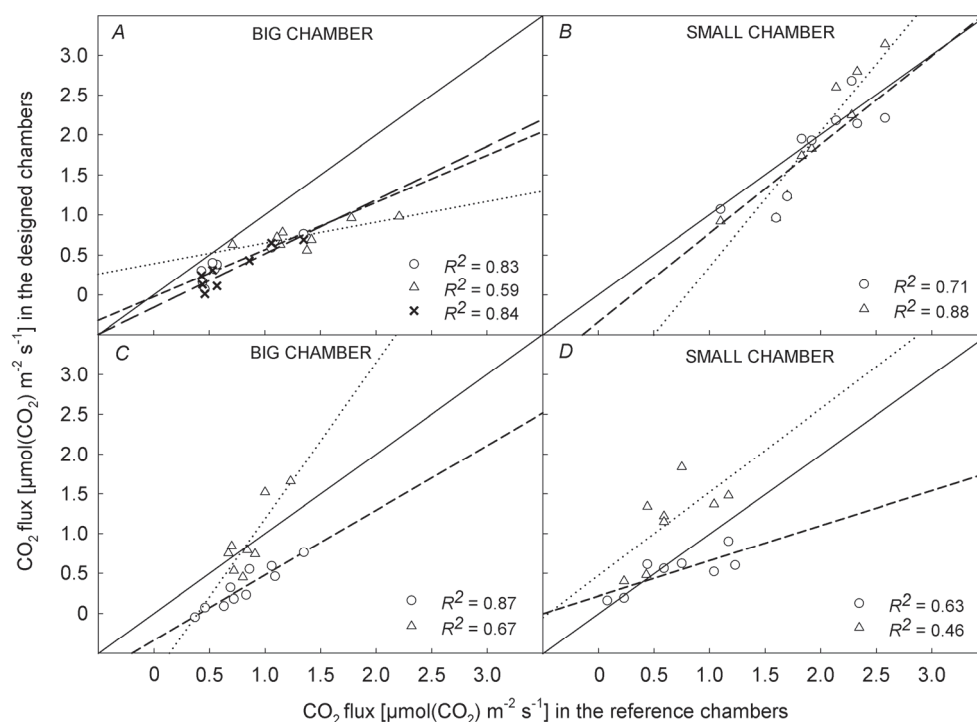 A
BIG CHAMBER
B
SMALL CHAMBER
3.0
2.5
2.0
1.5
1.0
0.5
0
R² = 0.83
R² = 0.59
R² = 0.84
R² = 0.71
R² = 0.88
C
BIG CHAMBER
D
SMALL CHAMBER
3.0
2.5
2.0
1.5
1.0
0.5
0
R² = 0.87
R² = 0.67
R² = 0.63
R² = 0.46
0 0.5 1.0 1.5 2.0 2.5 3.0
0 0.5 1.0 1.5 2.0 2.5 3.0
CO₂ flux [µmol(CO₂) m⁻² s⁻¹] in the designed chambers
CO₂ flux [µmol(CO₂) m⁻² s⁻¹] in the reference chambers